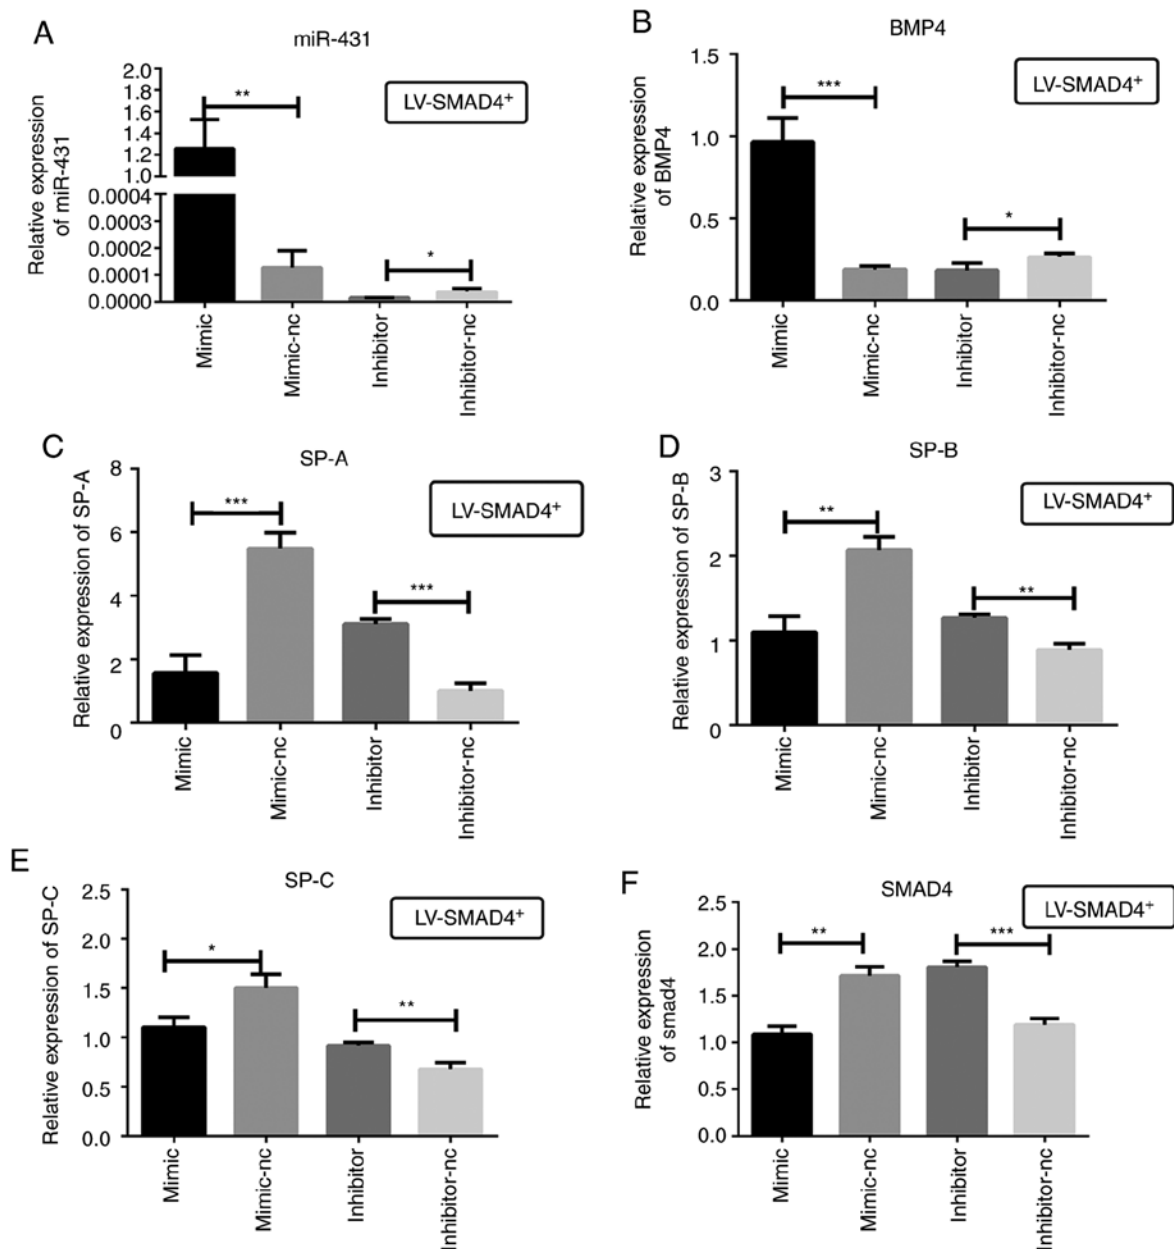 A
miR-431
LV-SMAD4+
Relative expression
of miR-431
2.0
1.8
1.6
1.4
1.2
1.0
0.0004
0.0003
0.0002
0.0001
0.0000
**
*
Mimic
Mimic-nc
Inhibitor
Inhibitor-nc
B
BMP4
LV-SMAD4+
Relative expression
of BMP4
1.5
1.0
0.5
0.0
***
*
Mimic
Mimic-nc
Inhibitor
Inhibitor-nc
C
SP-A
LV-SMAD4+
Relative expression of SP-A
8
6
4
2
0
***
***
Mimic
Mimic-nc
Inhibitor
Inhibitor-nc
D
SP-B
LV-SMAD4+
Relative expression of SP-B
3
2
1
0
**
**
Mimic
Mimic-nc
Inhibitor
Inhibitor-nc
E
SP-C
LV-SMAD4+
Relative expression of SP-C
2.5
2.0
1.5
1.0
0.5
0.0
*
**
Mimic
Mimic-nc
Inhibitor
Inhibitor-nc
F
SMAD4
LV-SMAD4+
Relative expression
of smad4
2.5
2.0
1.5
1.0
0.5
0.0
**
***
Mimic
Mimic-nc
Inhibitor
Inhibitor-nc